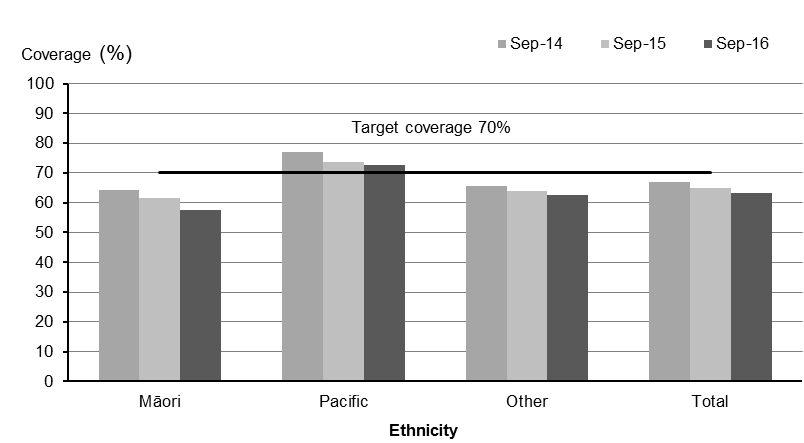 Sep-14 Sep-15 Sep-16
Coverage (%)
100
90
Target coverage 70%
80
70
60
50
40
30
20
10
0
Māori Pacific Other Total
Ethnicity